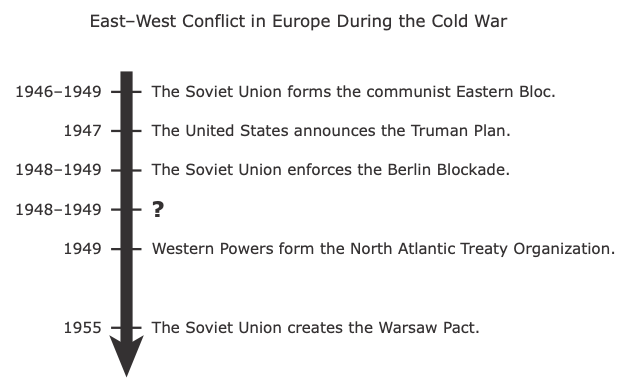 East–West Conflict in Europe During the Cold War
1946–1949 The Soviet Union forms the communist Eastern Bloc.
1947 The United States announces the Truman Plan.
1948–1949 The Soviet Union enforces the Berlin Blockade.
1948–1949 ?
1949 Western Powers form the North Atlantic Treaty Organization.
1955 The Soviet Union creates the Warsaw Pact.